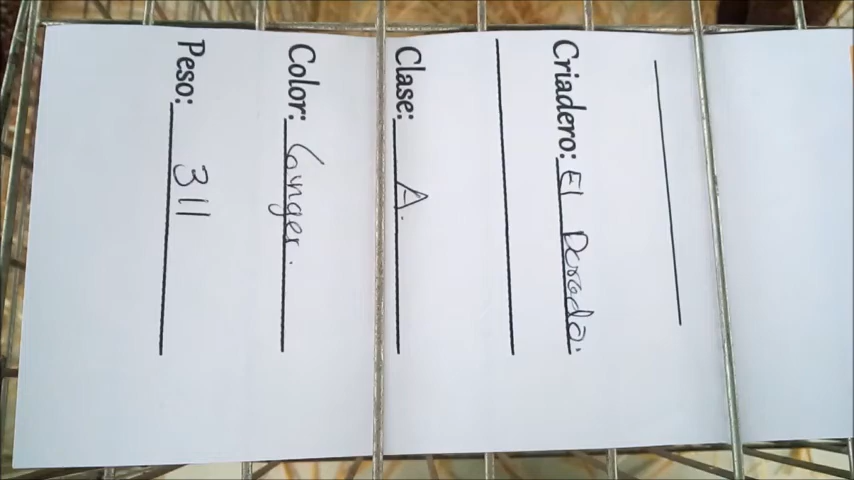 Criadero: El Dorado.
Clase: A.
Color: Ginger.
Peso: 311